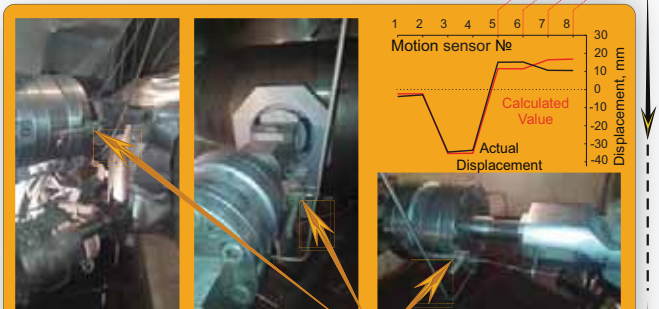 1 2 3 4 5 6 7 8
Motion sensor №
30
20
10
0
-10
-20
-30
-40
Displacement, mm
Calculated
Value
Actual
Displacement